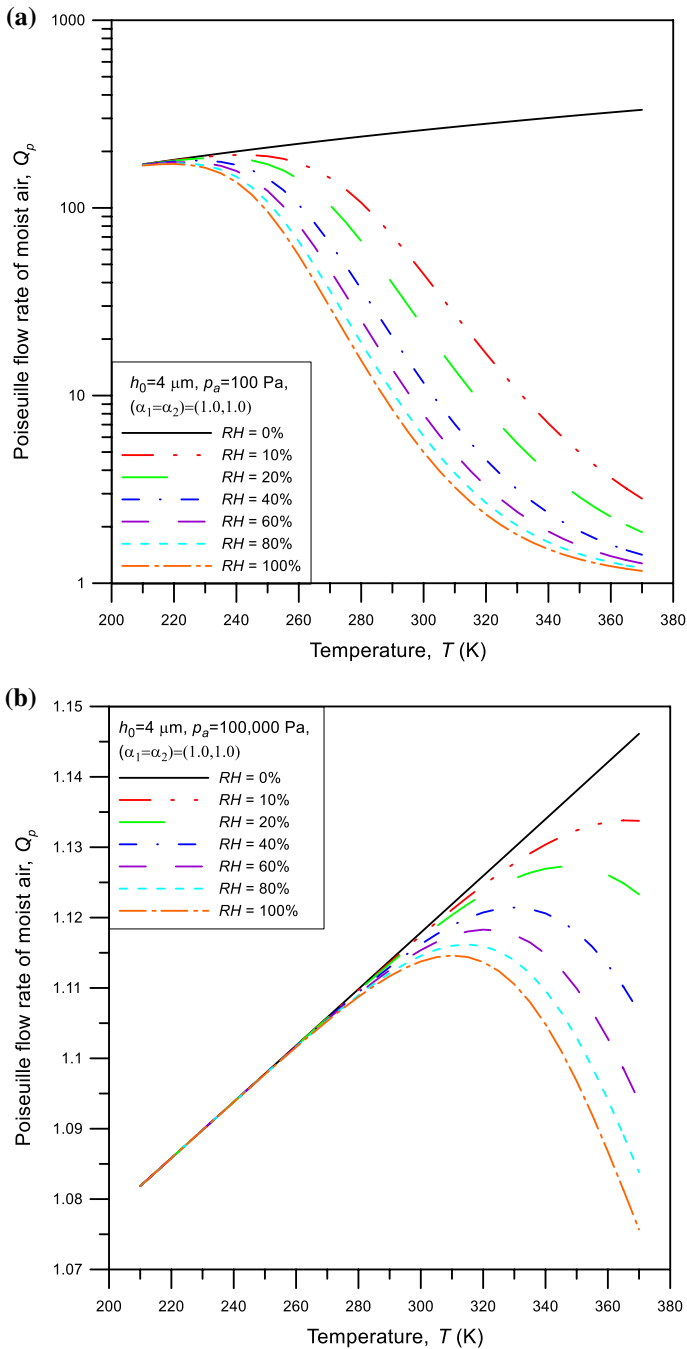 (a)
1000
100
10
1
Poiseuille flow rate of moist air, Qp
h0=4 μm, pa=100 Pa,
(α1=α2)=(1.0,1.0)
RH = 0%
RH = 10%
RH = 20%
RH = 40%
RH = 60%
RH = 80%
RH = 100%
200 220 240 260 280 300 320 340 360 380
Temperature, T (K)
(b)
1.15
1.14
1.13
1.12
1.11
1.1
1.09
1.08
1.07
Poiseuille flow rate of moist air, Qp
h0=4 μm, pa=100,000 Pa,
(α1=α2)=(1.0,1.0)
RH = 0%
RH = 10%
RH = 20%
RH = 40%
RH = 60%
RH = 80%
RH = 100%
200 220 240 260 280 300 320 340 360 380
Temperature, T (K)